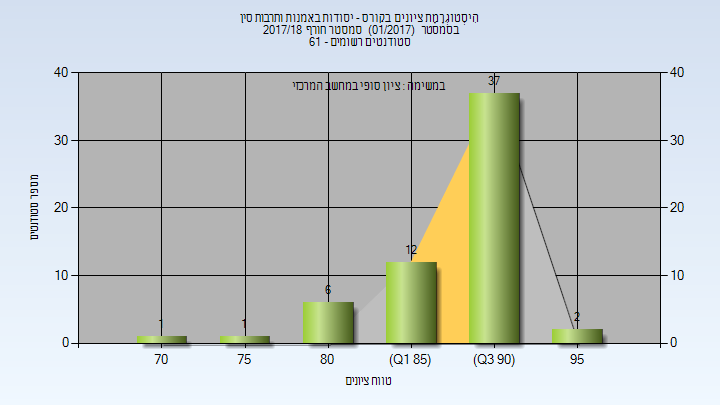 היסטוגרמת ציונים בקורס - יסודות באמנות ותרבות סין
בסמסטר (01/2017) סמסטר חורף 2017/18
סטודנטים רשומים - 61
במשימה : ציון סופי במחשב המרכזי
מספר סטודנטים
40
30
20
10
0
40
30
20
10
0
1
1
6
12
37
2
70
75
80
(Q1 85)
(Q3 90)
95
טווח ציונים